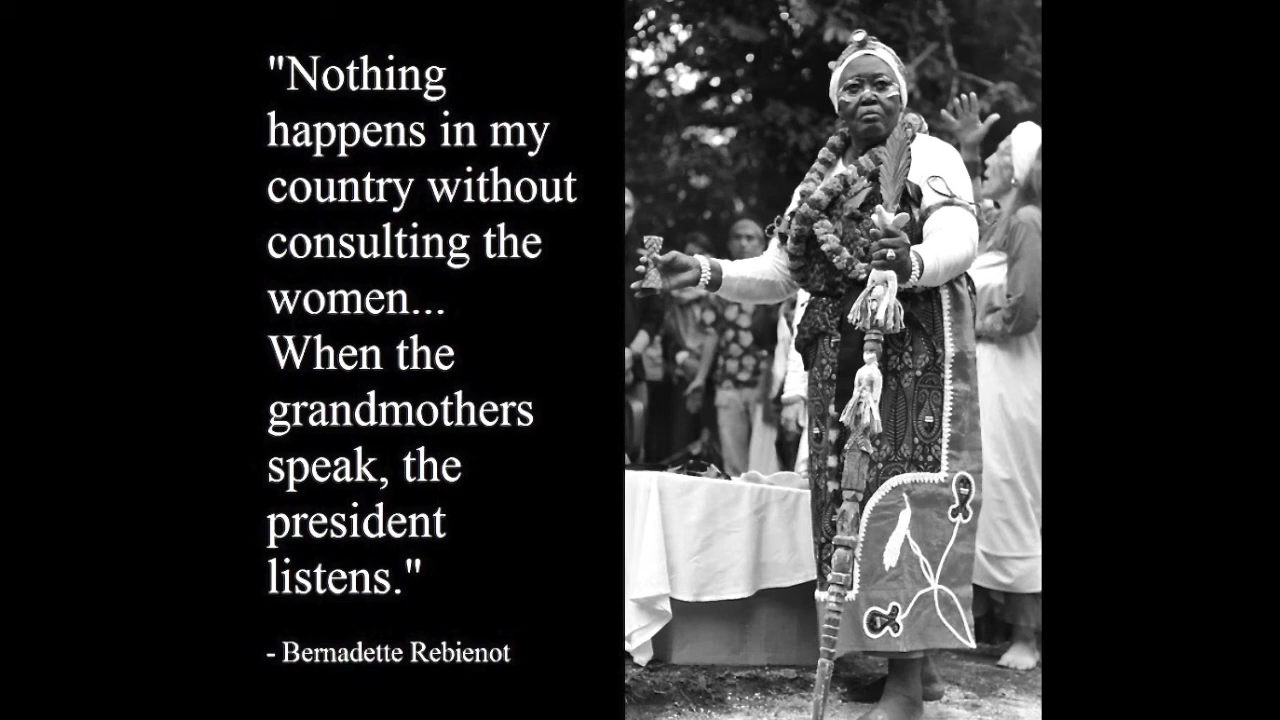 "Nothing
happens in my
country without
consulting the
women...
When the
grandmothers
speak, the
president
listens."
- Bernadette Rebienot